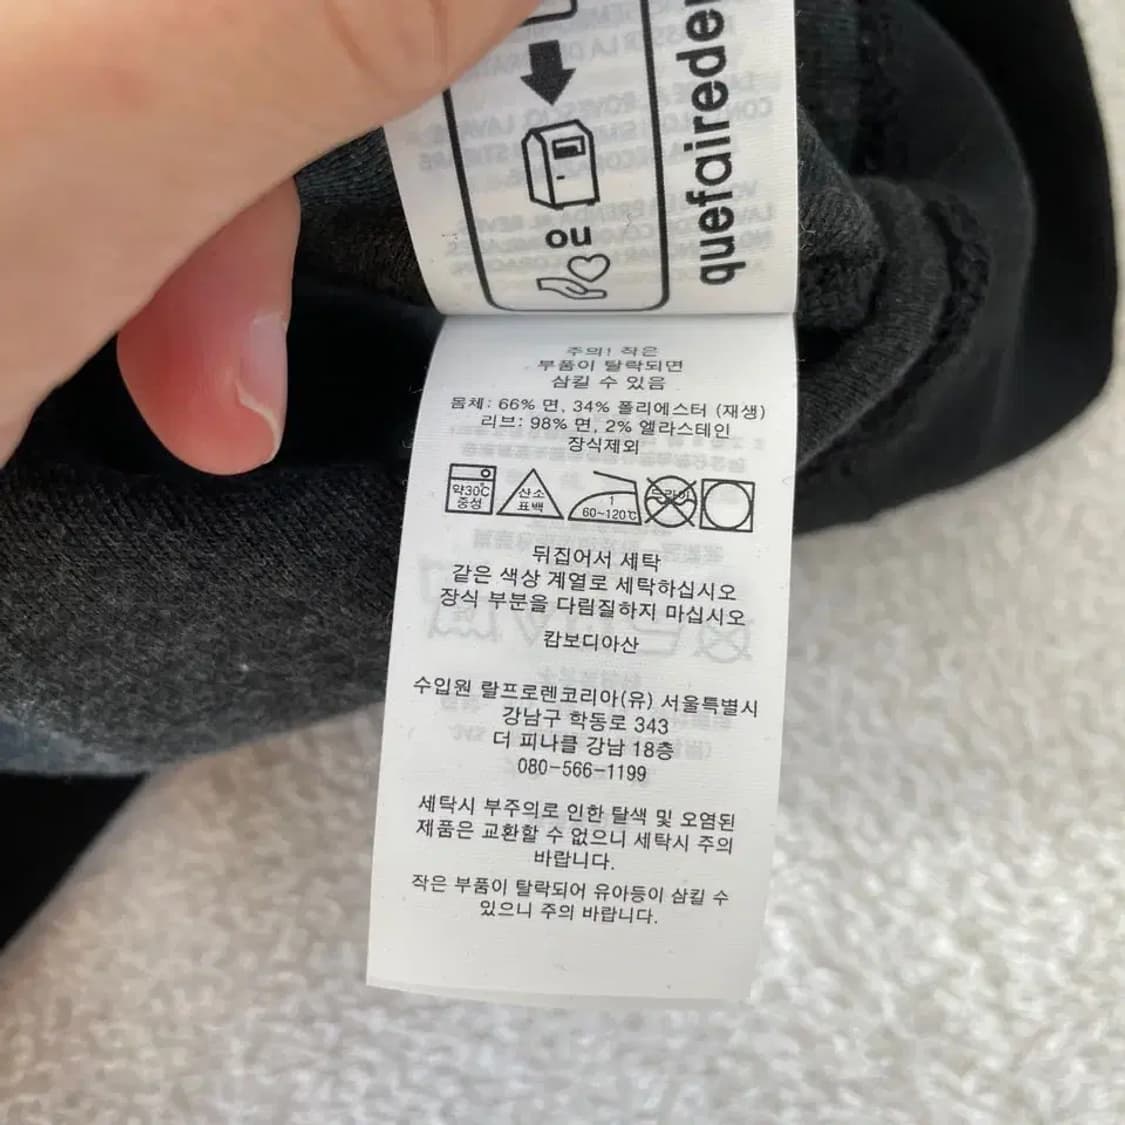 ou
quefairede
주의! 작은
부품이 탈락되면
삼킬 수 있음
몸체: 66% 면, 34% 폴리에스터 (재생)
리브: 98% 면, 2% 엘라스테인
장식제외
약30℃
중성
산소
표백
1
60~120℃
드라이
뒤집어서 세탁
같은 색상 계열로 세탁하십시오
장식 부분을 다림질하지 마십시오
캄보디아산
수입원 랄프로렌코리아(유) 서울특별시
강남구 학동로 343
더 피나클 강남 18층
080-566-1199
세탁시 부주의로 인한 탈색 및 오염된
제품은 교환할 수 없으니 세탁시 주의
바랍니다.
작은 부품이 탈락되어 유아등이 삼킬 수
있으니 주의 바랍니다.